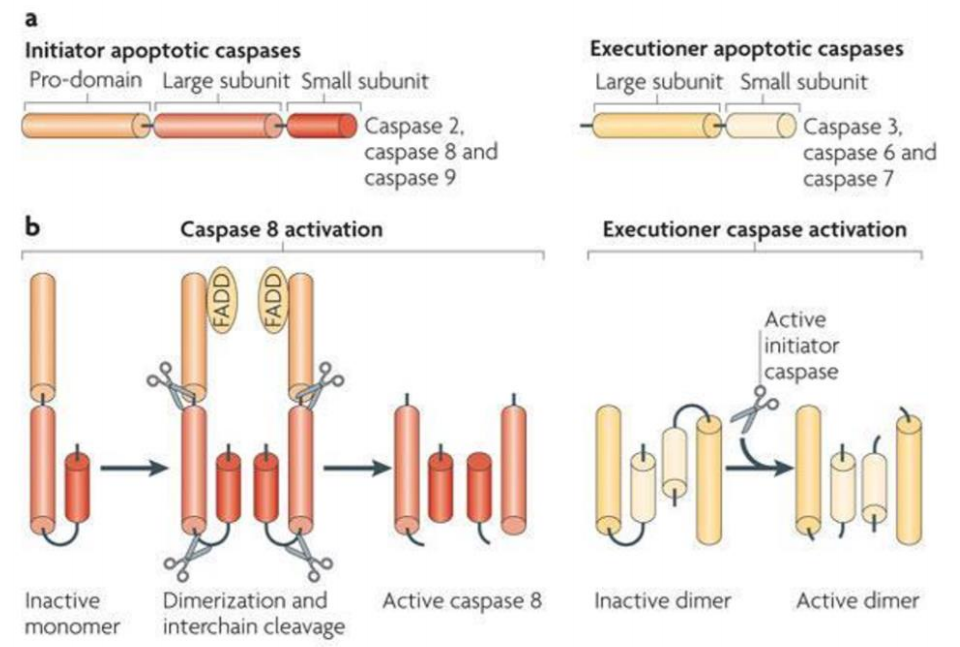 a
Initiator apoptotic caspases
Pro-domain Large subunit Small subunit
Caspase 2,
caspase 8 and
caspase 9
Executioner apoptotic caspases
Large subunit Small subunit
Caspase 3,
caspase 6 and
caspase 7
b
Caspase 8 activation
FADD
FADD
Inactive
monomer
Dimerization and
interchain cleavage
Active caspase 8
Executioner caspase activation
Active
initiator
caspase
Inactive dimer
Active dimer